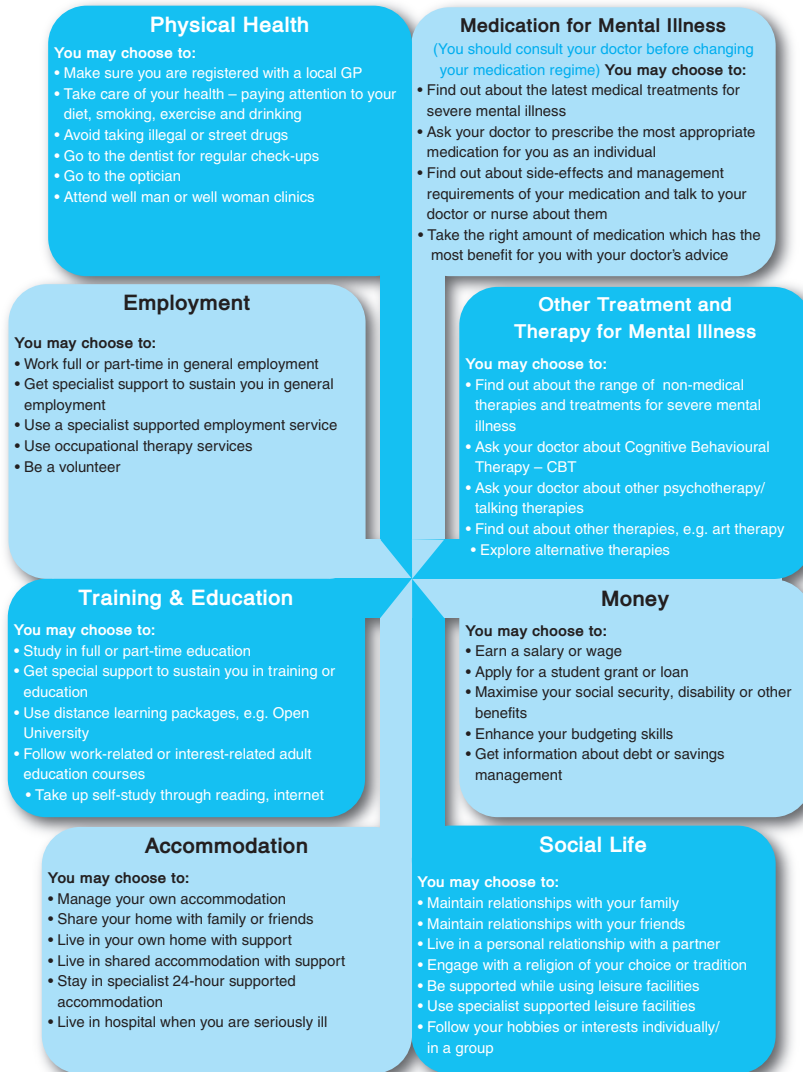 Physical Health
You may choose to:
• Make sure you are registered with a local GP
• Take care of your health – paying attention to your
diet, smoking, exercise and drinking
• Avoid taking illegal or street drugs
• Go to the dentist for regular check-ups
• Go to the optician
• Attend well man or well woman clinics
Medication for Mental Illness
(You should consult your doctor before changing
your medication regime) You may choose to:
• Find out about the latest medical treatments for
severe mental illness
• Ask your doctor to prescribe the most appropriate
medication for you as an individual
• Find out about side-effects and management
requirements of your medication and talk to your
doctor or nurse about them
• Take the right amount of medication which has the
most benefit for you with your doctor's advice
Employment
You may choose to:
• Work full or part-time in general employment
• Get specialist support to sustain you in general
employment
• Use a specialist supported employment service
• Use occupational therapy services
• Be a volunteer
Other Treatment and
Therapy for Mental Illness
You may choose to:
• Find out about the range of non-medical
therapies and treatments for severe mental
illness
• Ask your doctor about Cognitive Behavioural
Therapy – CBT
• Ask your doctor about other psychotherapy/
talking therapies
• Find out about other therapies, e.g. art therapy
• Explore alternative therapies
Training & Education
You may choose to:
• Study in full or part-time education
• Get special support to sustain you in training or
education
• Use distance learning packages, e.g. Open
University
• Follow work-related or interest-related adult
education courses
• Take up self-study through reading, internet
Money
You may choose to:
• Earn a salary or wage
• Apply for a student grant or loan
• Maximise your social security, disability or other
benefits
• Enhance your budgeting skills
• Get information about debt or savings
management
Accommodation
You may choose to:
• Manage your own accommodation
• Share your home with family or friends
• Live in your own home with support
• Live in shared accommodation with support
• Stay in specialist 24-hour supported
accommodation
• Live in hospital when you are seriously ill
Social Life
You may choose to:
• Maintain relationships with your family
• Maintain relationships with your friends
• Live in a personal relationship with a partner
• Engage with a religion of your choice or tradition
• Be supported while using leisure facilities
• Use specialist supported leisure facilities
• Follow your hobbies or interests individually/
in a group